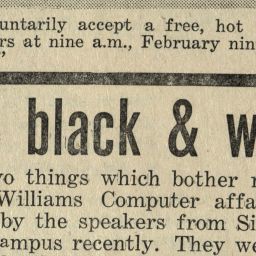 untarily accept a free, hot
rs at nine a.m., February nin
"
black & w
vo things which bother
Williams Computer affa
by the speakers from Si
ampus recently. They we